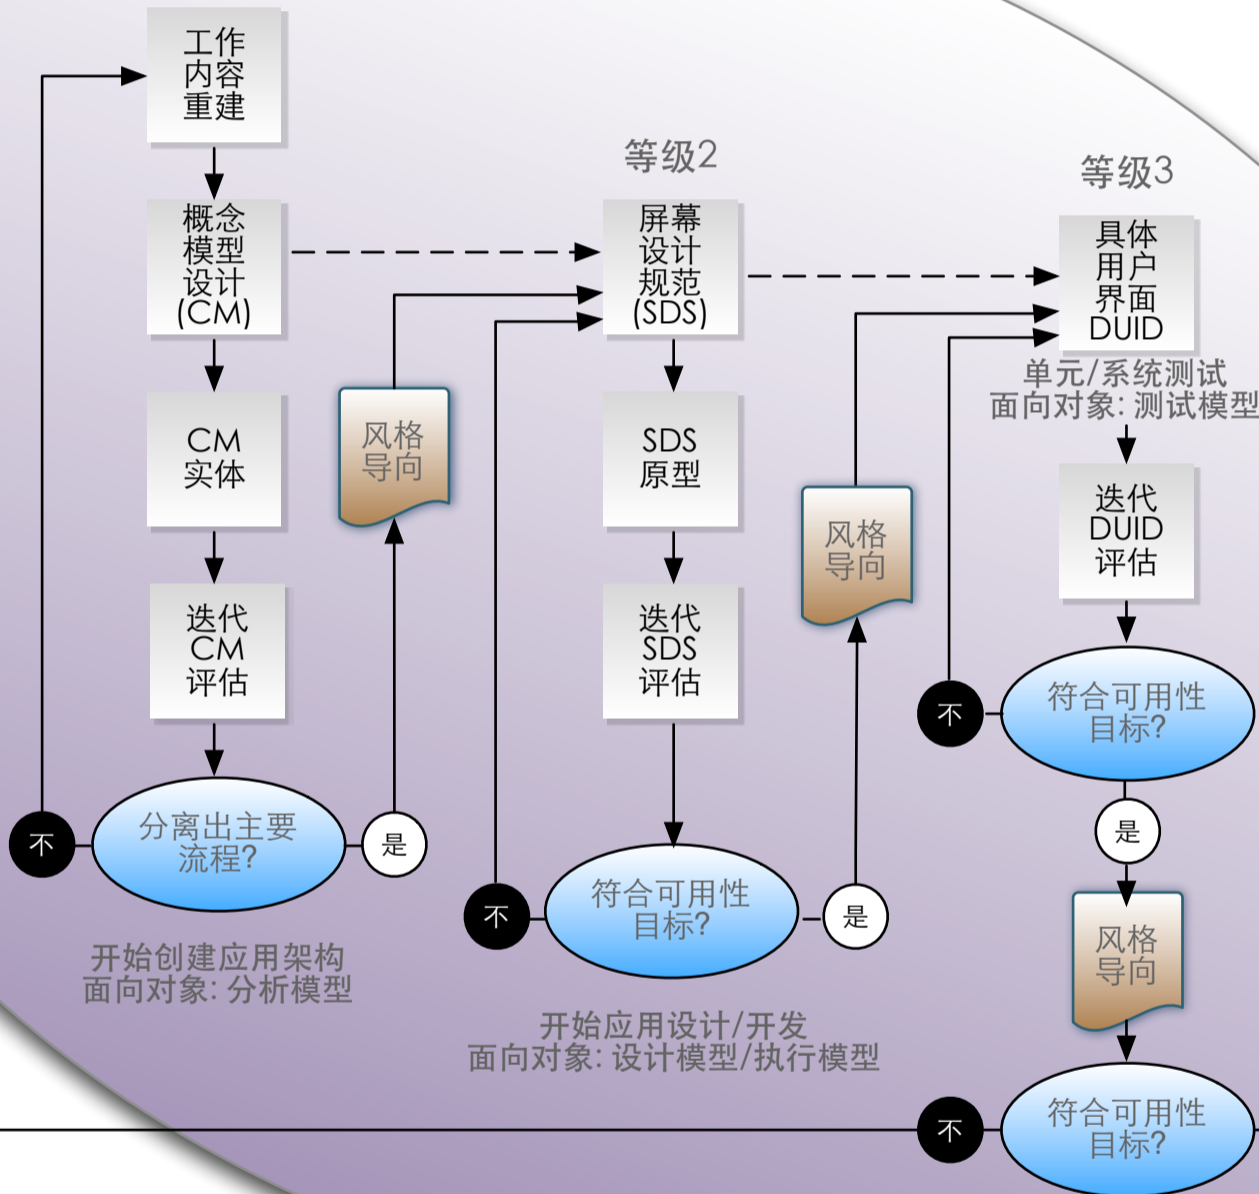 工作
内容
重建
概念
模型
设计
(CM)
CM
实体
迭代
CM
评估
分离出主要
流程?
不
是
开始创建应用架构
面向对象: 分析模型
风格
导向
等级2
屏幕
设计
规范
(SDS)
SDS
原型
迭代
SDS
评估
符合可用性
目标?
不
是
开始应用设计/开发
面向对象: 设计模型/执行模型
风格
导向
等级3
具体
用户
界面
DUID
单元/系统测试
面向对象: 测试模型
迭代
DUID
评估
符合可用性
目标?
不
是
风格
导向
符合可用性
目标?
不